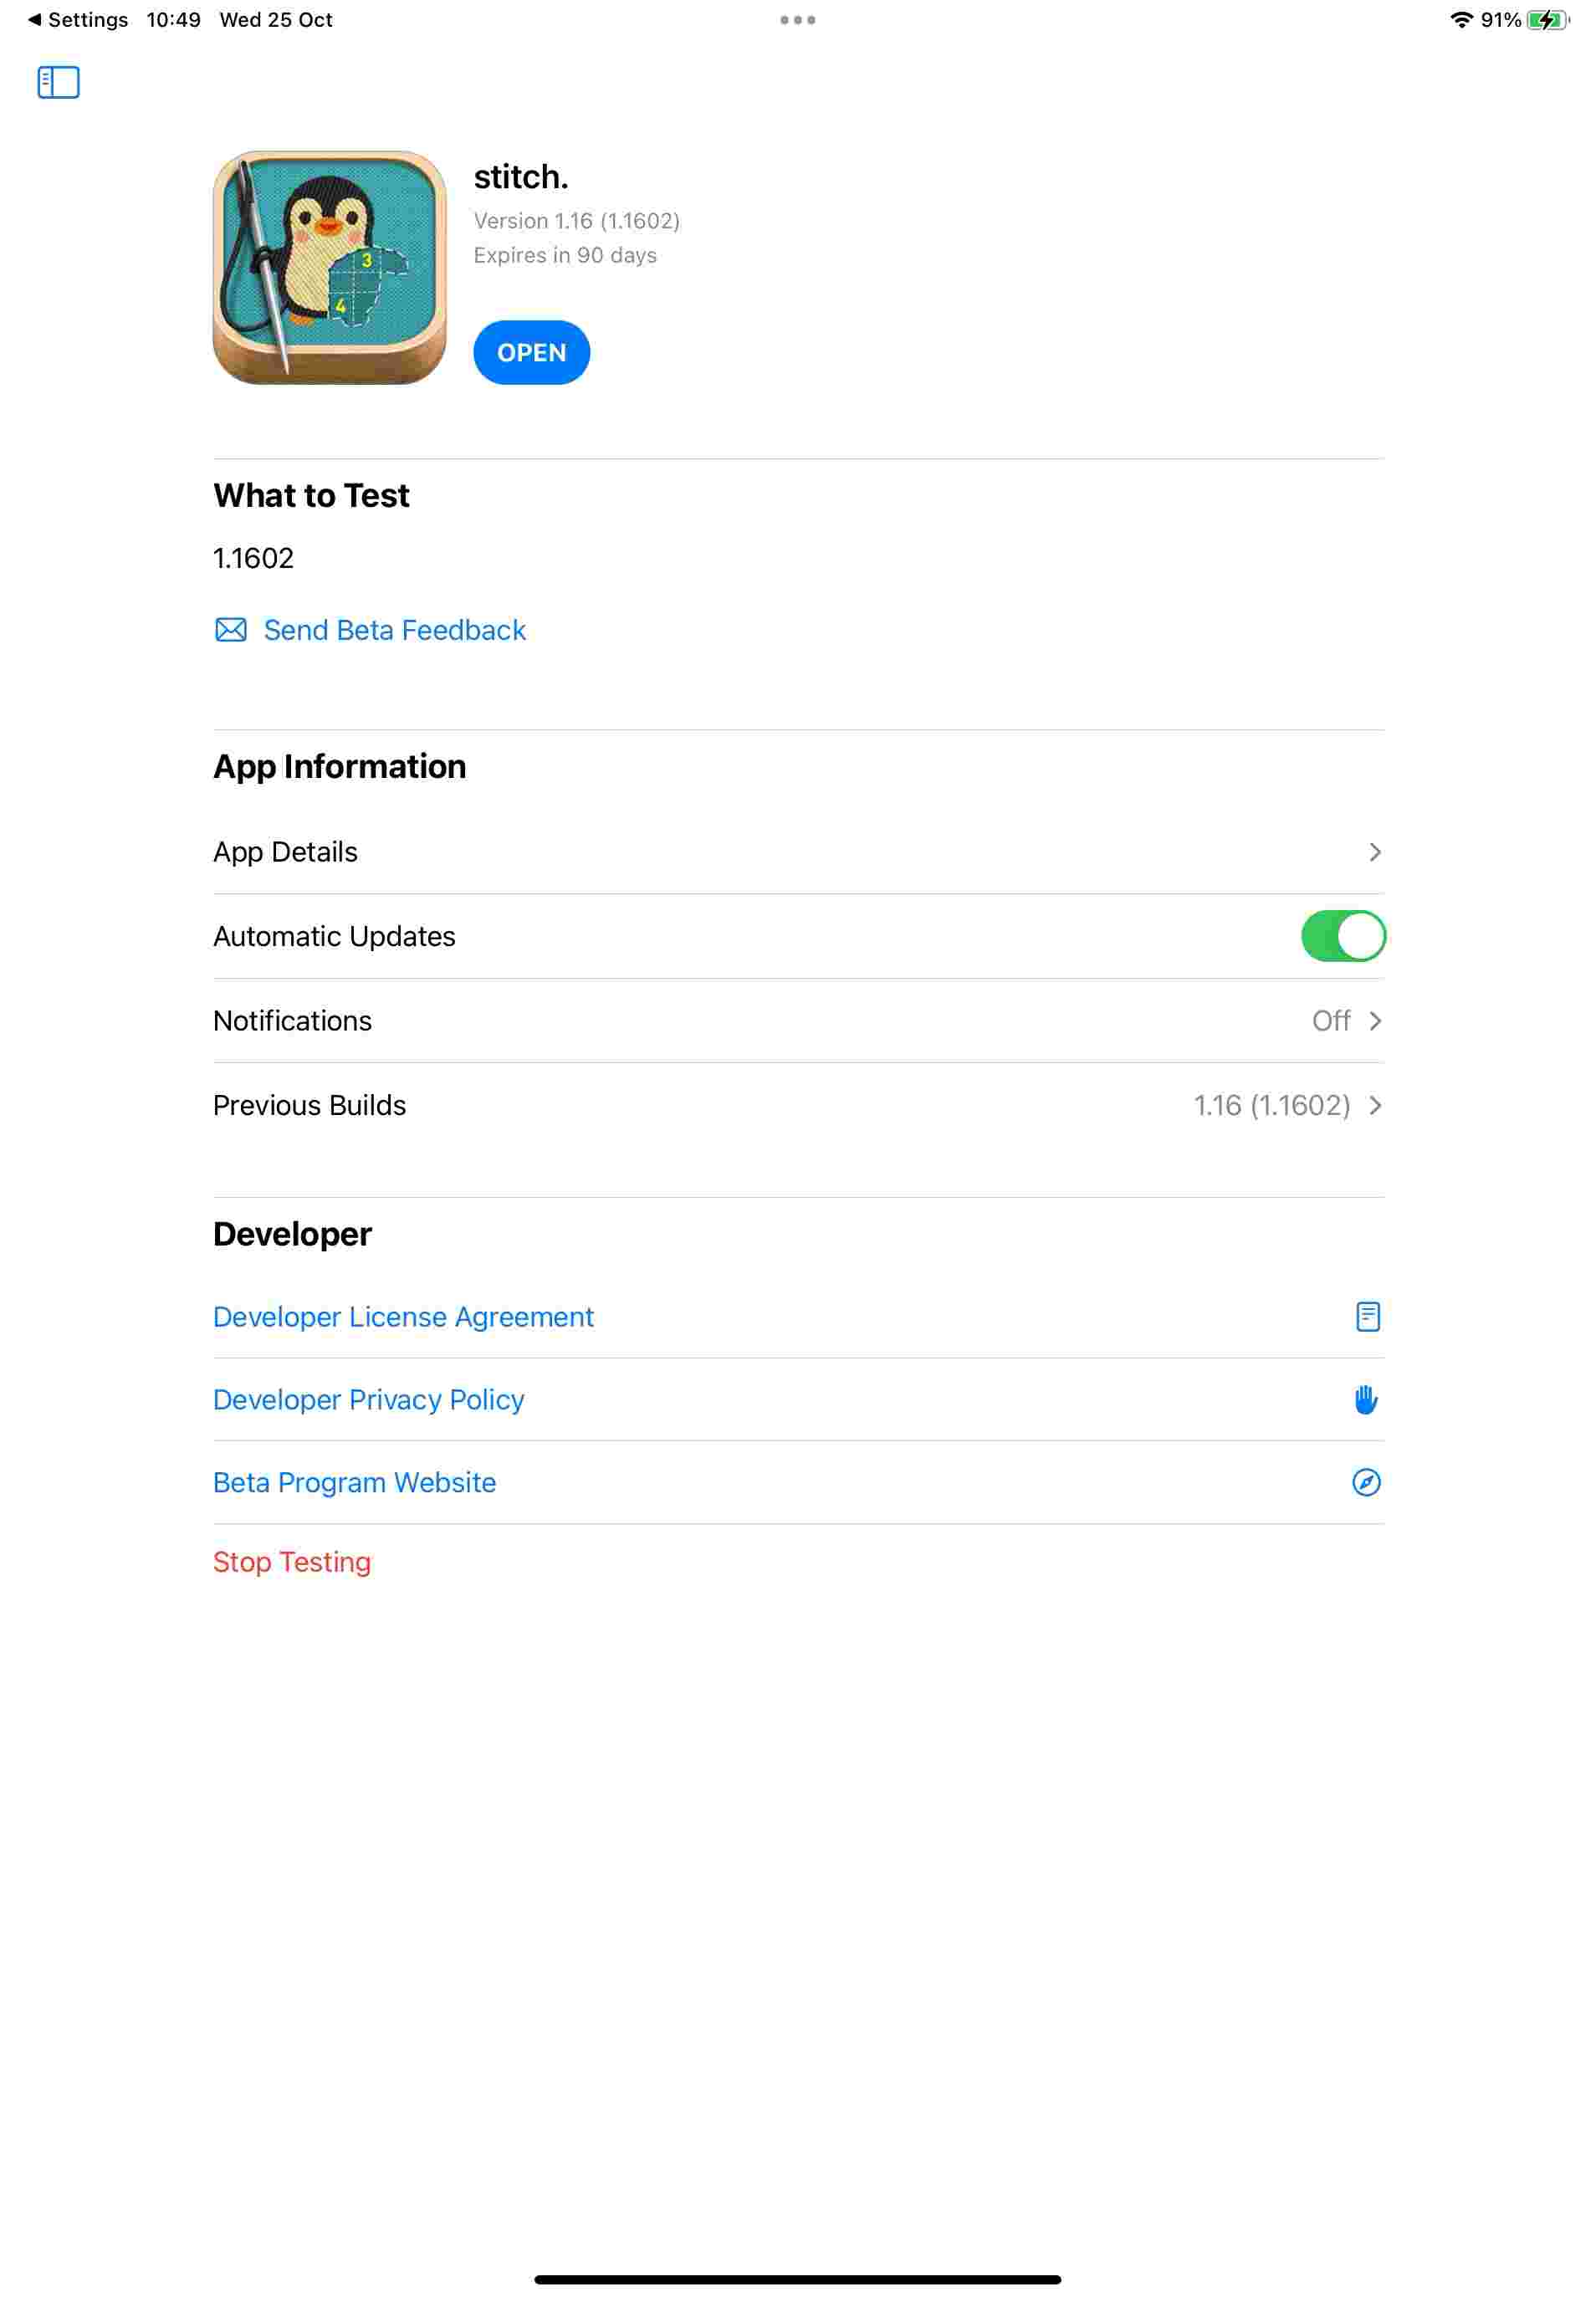 Settings 10:49 Wed 25 Oct
91%
3
4
stitch.
Version 1.16 (1.1602)
Expires in 90 days
OPEN
What to Test
1.1602
Send Beta Feedback
App Information
App Details
Automatic Updates
Notifications Off
Previous Builds 1.16 (1.1602)
Developer
Developer License Agreement
Developer Privacy Policy
Beta Program Website
Stop Testing